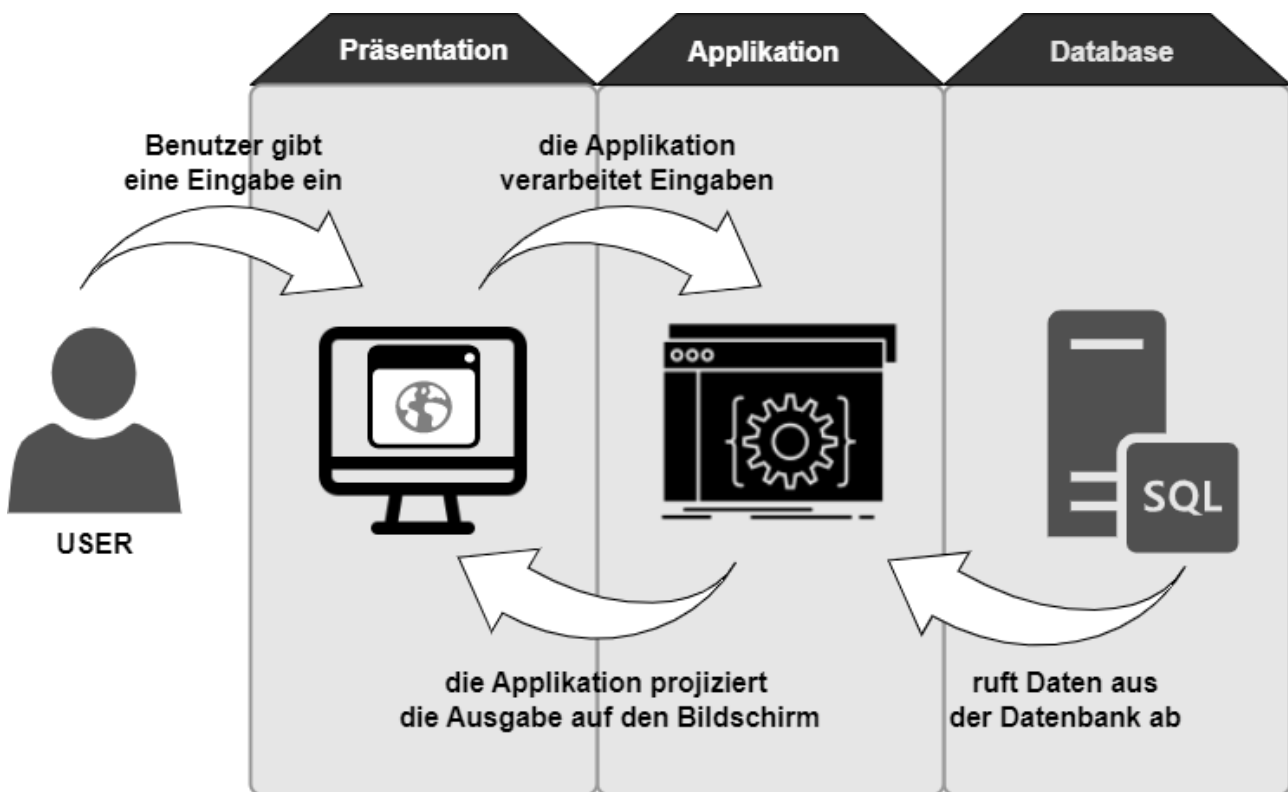 Präsentation
Applikation
Database
Benutzer gibt
eine Eingabe ein
die Applikation
verarbeitet Eingaben
USER
SQL
die Applikation projiziert
die Ausgabe auf den Bildschirm
ruft Daten aus
der Datenbank ab